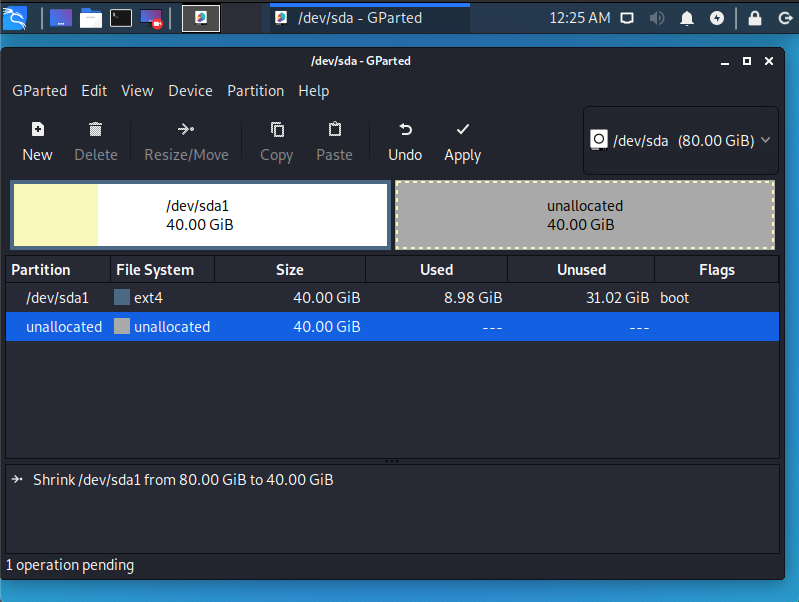 /dev/sda - GParted 12:25 AM
/dev/sda - GParted
GParted Edit View Device Partition Help
New Delete Resize/Move Copy Paste Undo Apply /dev/sda (80.00 GiB)
/dev/sda1
40.00 GiB
unallocated
40.00 GiB
Partition File System Size Used Unused Flags
/dev/sda1 ext4 40.00 GiB 8.98 GiB 31.02 GiB boot
unallocated unallocated 40.00 GiB --- ---
Shrink /dev/sda1 from 80.00 GiB to 40.00 GiB
1 operation pending